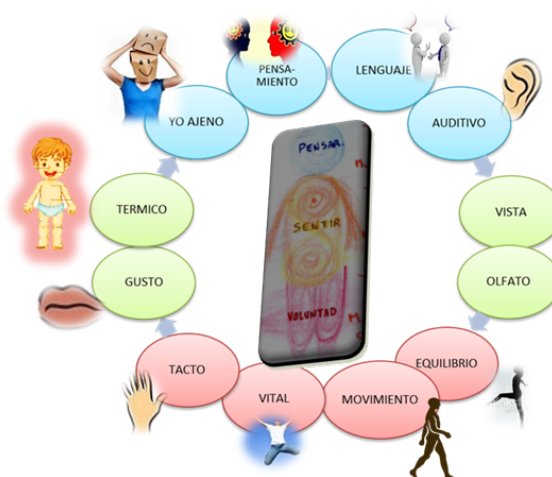 PENSA-
MIENTO
LENGUAJE
YO AJENO
AUDITIVO
PENSAR
TERMICO
VISTA
SENTIR
GUSTO
OLFATO
VOLUNTAD
EQUILIBRIO
TACTO
VITAL
MOVIMIENTO